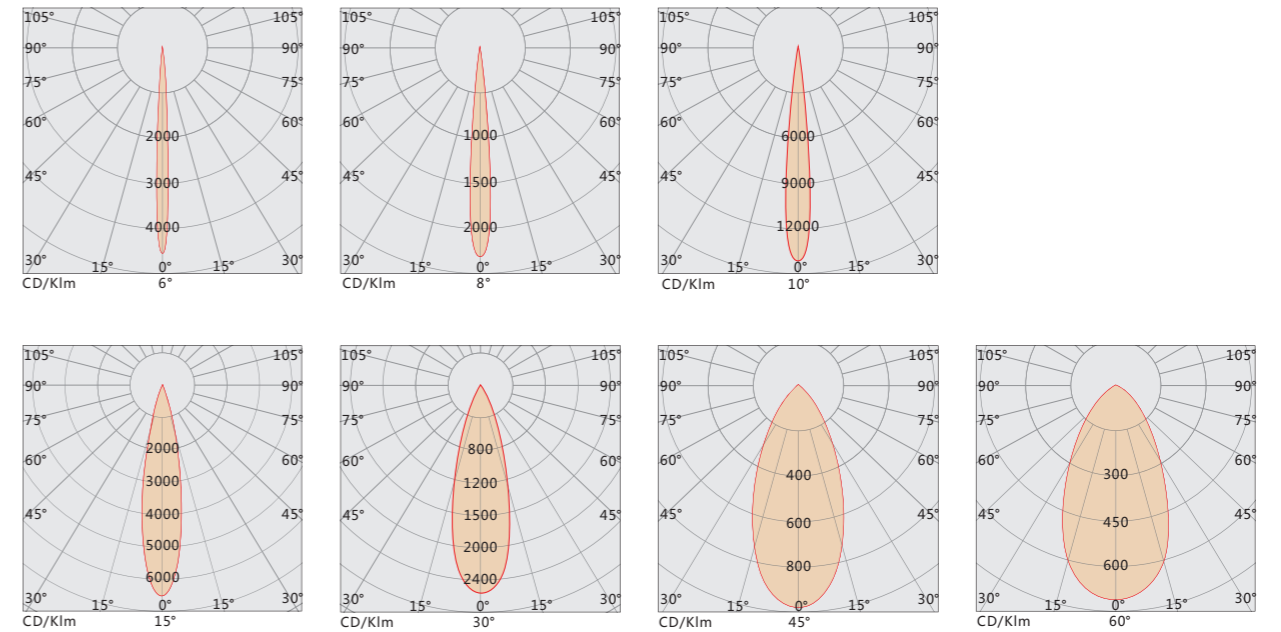 105° 105° 105° 105° 105° 105°
90° 90° 90° 90° 90° 90°
75° 75° 75° 75° 75° 75°
60° 60° 60° 60° 60° 60°
2000 1000 6000
45° 45° 45° 45° 45° 45°
3000 1500 9000
4000 2000 12000
30° 15° 0° 15° 30° 30° 15° 0° 15° 30° 30° 15° 0° 15° 30°
CD/Klm 6° CD/Klm 8° CD/Klm 10°
105° 105° 105° 105° 105° 105° 105°
90° 90° 90° 90° 90° 90° 90° 90°
75° 75° 75° 75° 75° 75° 75° 75°
2000 800
60° 60° 60° 60° 60° 60° 60° 60°
3000 1200 400 300
4000 1500 600 450
45° 45° 45° 45° 45° 45° 45° 45°
5000 2000 800 600
6000 2400
30° 15° 0° 15° 30° 30° 15° 0° 15° 30° 30° 15° 0° 15° 30° 30° 15° 0° 15° 30°
CD/Klm 15° CD/Klm 30° CD/Klm 45° CD/Klm 60°